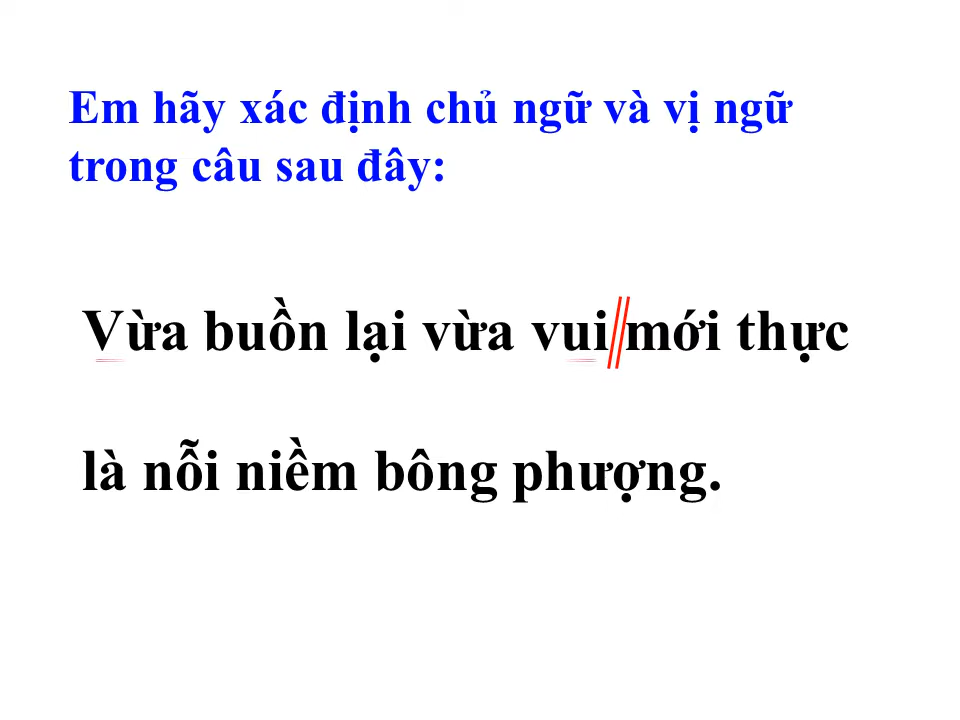 Em hãy xác định chủ ngữ và vị ngữ
trong câu sau đây:
Vừa buồn lại vừa vui mới thực
là nỗi niềm bông phượng.